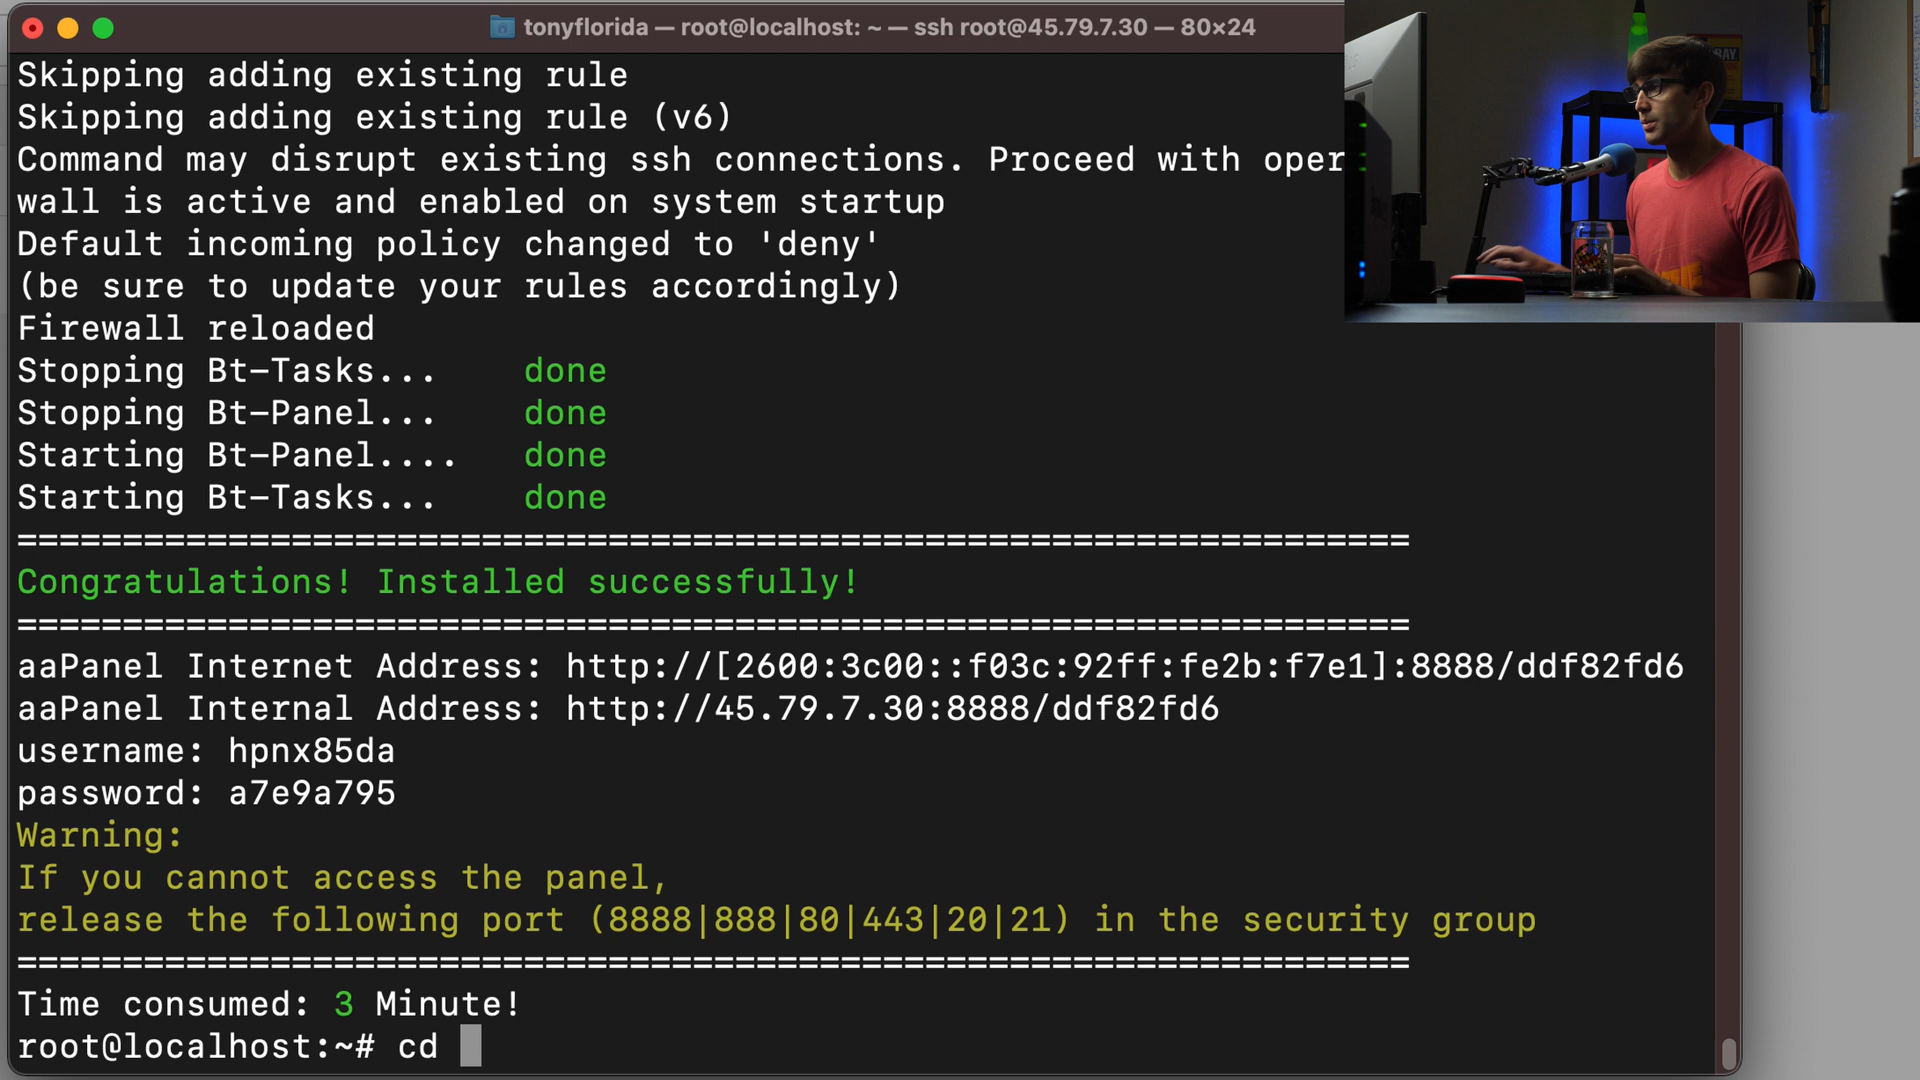 tonyflorida — root@localhost: ~ — ssh root@45.79.7.30 — 80×24
Skipping adding existing rule
Skipping adding existing rule (v6)
Command may disrupt existing ssh connections. Proceed with oper
wall is active and enabled on system startup
Default incoming policy changed to 'deny'
(be sure to update your rules accordingly)
Firewall reloaded
Stopping Bt-Tasks... done
Stopping Bt-Panel... done
Starting Bt-Panel.... done
Starting Bt-Tasks... done
==================================================================
Congratulations! Installed successfully!
==================================================================
aaPanel Internet Address: http://[2600:3c00::f03c:92ff:fe2b:f7e1]:8888/ddf82fd6
aaPanel Internal Address: http://45.79.7.30:8888/ddf82fd6
username: hpnx85da
password: a7e9a795
Warning:
If you cannot access the panel,
release the following port (8888|888|80|443|20|21) in the security group
==================================================================
Time consumed: 3 Minute!
root@localhost:~# cd